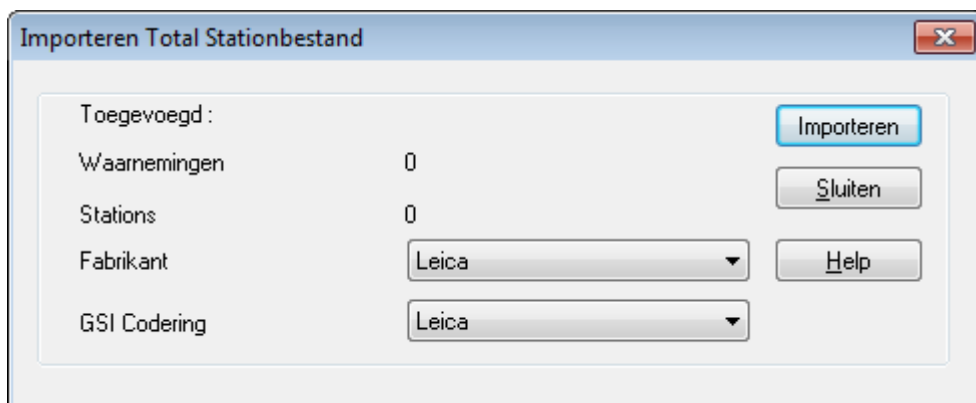 Importeren Total Stationbestand
Toegevoegd :
Importeren
Waarnemingen 0
Sluiten
Stations 0
Fabrikant Leica
Help
GSI Codering Leica